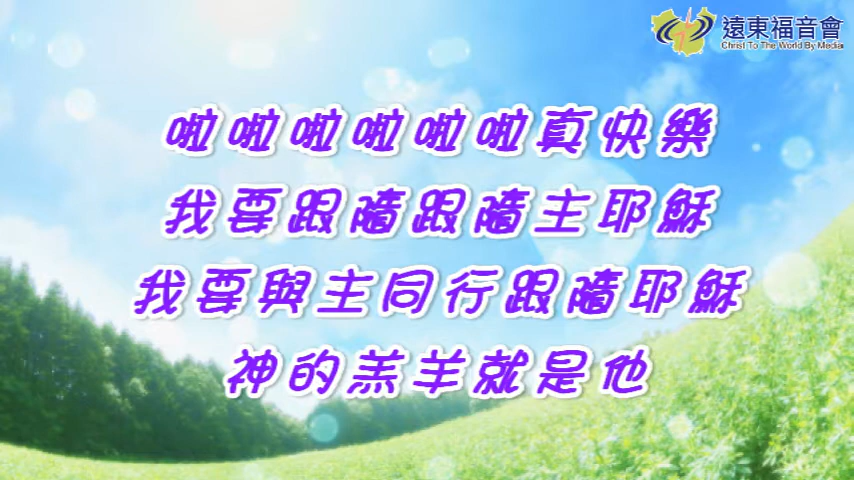 遠東福音會
Christ To The World By Media
啦啦啦啦啦啦真快樂
我要跟隨跟隨主耶穌
我要與主同行跟隨耶穌
神的羔羊就是他